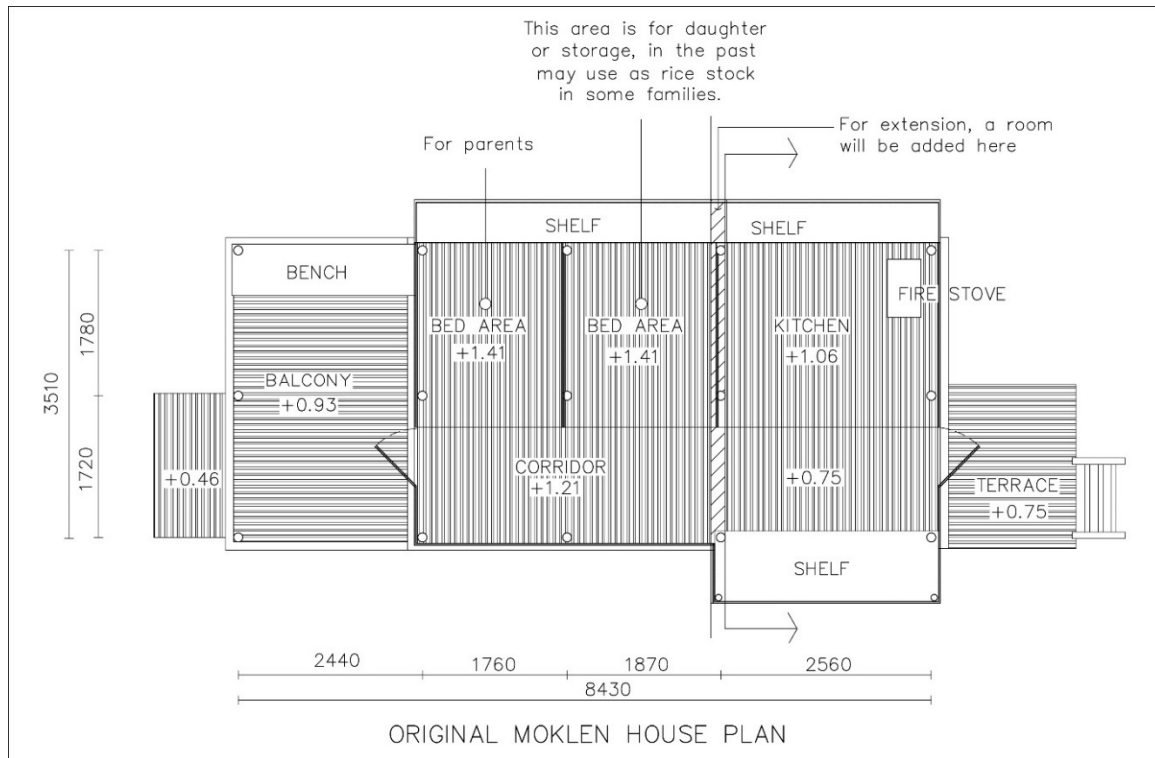 This area is for daughter
or storage, in the past
may use as rice stock
in some families.
For parents
For extension, a room
will be added here
SHELF
SHELF
BENCH
FIRE STOVE
BED AREA
+1.41
BED AREA
+1.41
KITCHEN
+1.06
BALCONY
+0.93
1780
3510
1720
+0.46
CORRIDOR
+1.21
+0.75
TERRACE
+0.75
SHELF
2440
1760
1870
2560
8430
ORIGINAL MOKLEN HOUSE PLAN